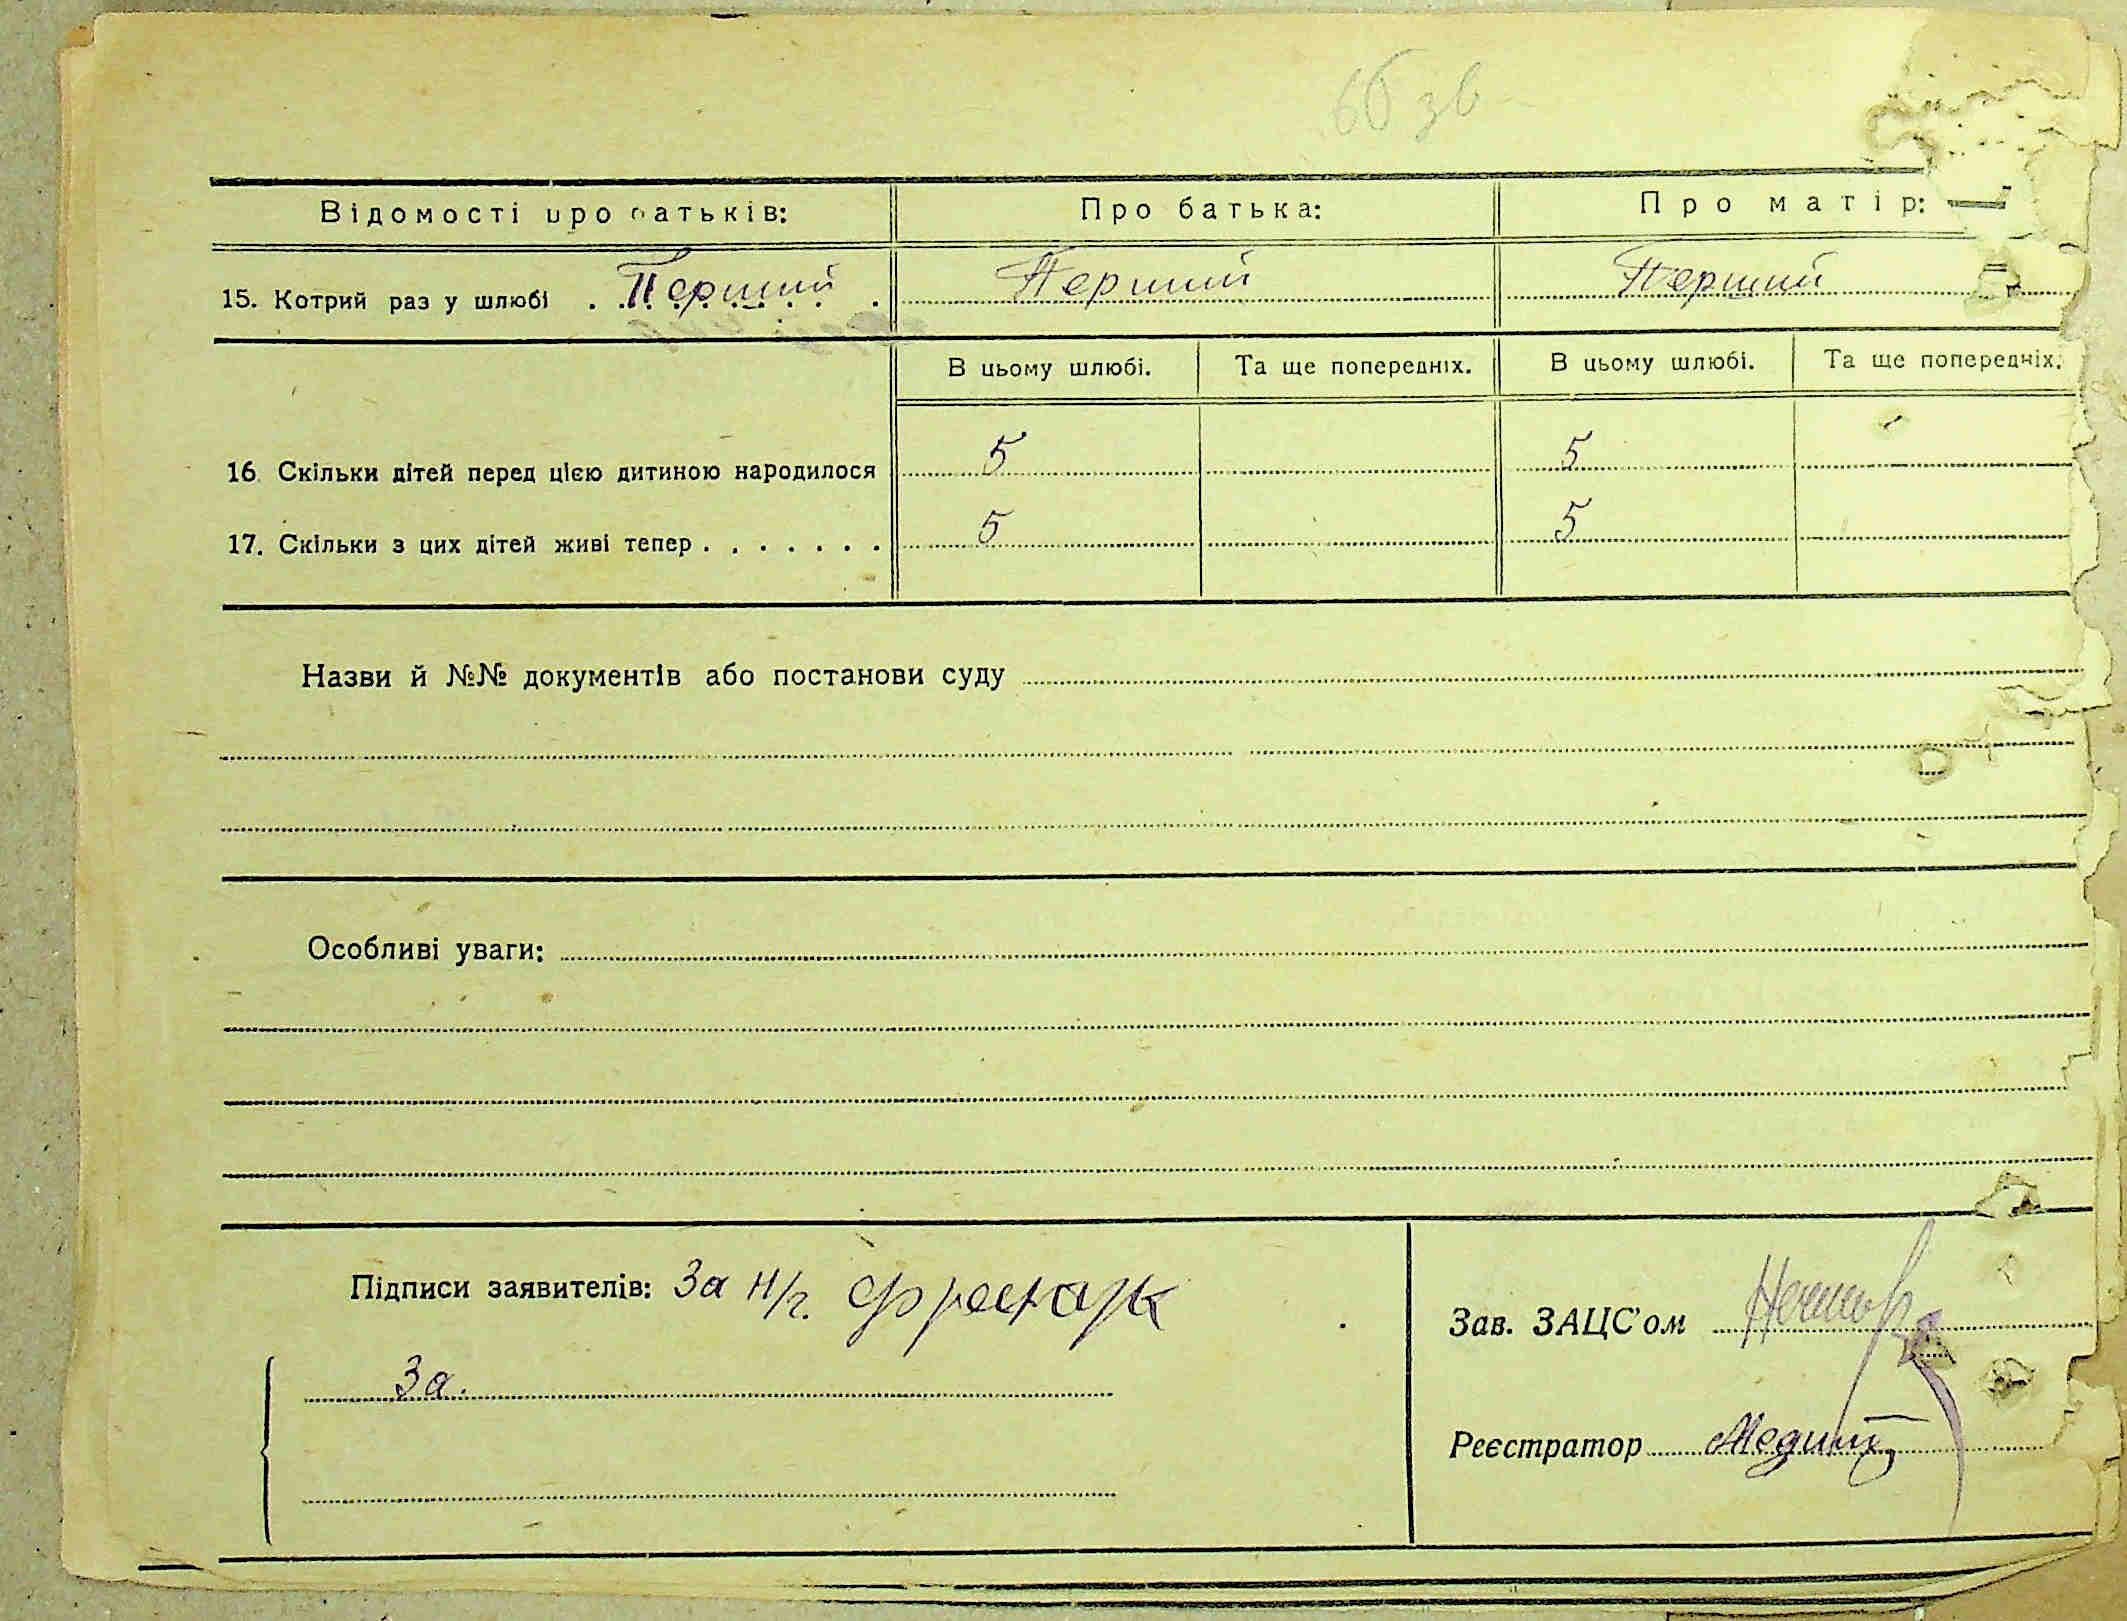 66 зв
Відомості про батьків: Про батька: Про матір:
15. Котрий раз у шлюбі . Перший . Перший Перший
В цьому шлюбі. Та ще попередніх. В цьому шлюбі. Та ще попередніх.
16. Скільки дітей перед цією дитиною народилося 5 5
17. Скільки з цих дітей живі тепер . . . . . . . 5 5
Назви й №№ документів або постанови суду
Особливі уваги:
Підписи заявителів: За н/г.
Зав. ЗАЦС'ом
За.
Реєстратор